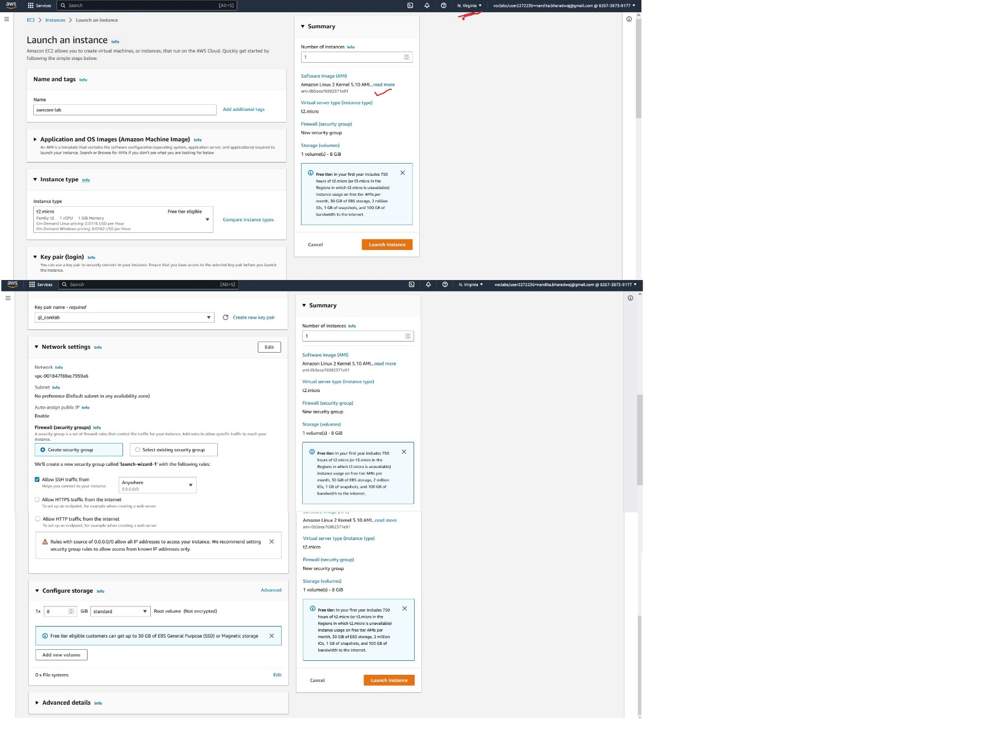 aws
Services
Search
[Alt+S]
N. Virginia
voclabs/user2272236=nandita.bharadwaj@gmail.com @ 8267-3873-9177
EC2
Instances
Launch an instance
Launch an instance Info
Amazon EC2 allows you to create virtual machines, or instances, that run on the AWS Cloud. Quickly get started by
following the simple steps below.
Name and tags Info
Name
awscore lab
Add additional tags
Application and OS Images (Amazon Machine Image) Info
An AMI is a template that contains the software configuration (operating system, application server, and applications) required to
launch your instance. Search or Browse for AMIs if you don't see what you are looking for below
Instance type Info
Instance type
t2.micro
Free tier eligible
Family: t2 1 vCPU 1 GiB Memory
On-Demand Linux pricing: 0.0116 USD per Hour
On-Demand Windows pricing: 0.0162 USD per Hour
Compare instance types
Key pair (login) Info
You can use a key pair to securely connect to your instance. Ensure that you have access to the selected key pair before you launch
the instance.
Summary
Number of instances Info
1
Software Image (AMI)
Amazon Linux 2 Kernel 5.10 AMI...read more
ami-0b5eea76982371e91
Virtual server type (instance type)
t2.micro
Firewall (security group)
New security group
Storage (volumes)
1 volume(s) - 8 GiB
Free tier: In your first year includes 750
hours of t2.micro (or t3.micro in the
Regions in which t2.micro is unavailable)
instance usage on free tier AMIs per
month, 30 GiB of EBS storage, 2 million
IOs, 1 GB of snapshots, and 100 GB of
bandwidth to the internet.
Cancel
Launch instance
aws
Services
Search
[Alt+S]
N. Virginia
voclabs/user2272236=nandita.bharadwaj@gmail.com @ 8267-3873-9177
Key pair name - required
gl_corelab
Create new key pair
Network settings Info
Edit
Network Info
vpc-001847f88ec7959a6
Subnet Info
No preference (Default subnet in any availability zone)
Auto-assign public IP Info
Enable
Firewall (security groups) Info
A security group is a set of firewall rules that control the traffic for your instance. Add rules to allow specific traffic to reach your
instance.
Create security group
Select existing security group
We'll create a new security group called 'launch-wizard-1' with the following rules:
Allow SSH traffic from
Helps you connect to your instance
Anywhere
0.0.0.0/0
Allow HTTPS traffic from the internet
To set up an endpoint, for example when creating a web server
Allow HTTP traffic from the internet
To set up an endpoint, for example when creating a web server
Rules with source of 0.0.0.0/0 allow all IP addresses to access your instance. We recommend setting
security group rules to allow access from known IP addresses only.
Configure storage Info
Advanced
1x
8
GiB
standard
Root volume (Not encrypted)
Free tier eligible customers can get up to 30 GB of EBS General Purpose (SSD) or Magnetic storage
Add new volume
0 x File systems
Edit
Advanced details Info
Summary
Number of instances Info
1
Software Image (AMI)
Amazon Linux 2 Kernel 5.10 AMI...read more
ami-0b5eea76982371e91
Virtual server type (instance type)
t2.micro
Firewall (security group)
New security group
Storage (volumes)
1 volume(s) - 8 GiB
Free tier: In your first year includes 750
hours of t2.micro (or t3.micro in the
Regions in which t2.micro is unavailable)
instance usage on free tier AMIs per
month, 30 GiB of EBS storage, 2 million
IOs, 1 GB of snapshots, and 100 GB of
bandwidth to the internet.
Amazon Linux 2 Kernel 5.10 AMI...read more
ami-0b5eea76982371e91
Virtual server type (instance type)
t2.micro
Firewall (security group)
New security group
Storage (volumes)
1 volume(s) - 8 GiB
Free tier: In your first year includes 750
hours of t2.micro (or t3.micro in the
Regions in which t2.micro is unavailable)
instance usage on free tier AMIs per
month, 30 GiB of EBS storage, 2 million
IOs, 1 GB of snapshots, and 100 GB of
bandwidth to the internet.
Cancel
Launch instance